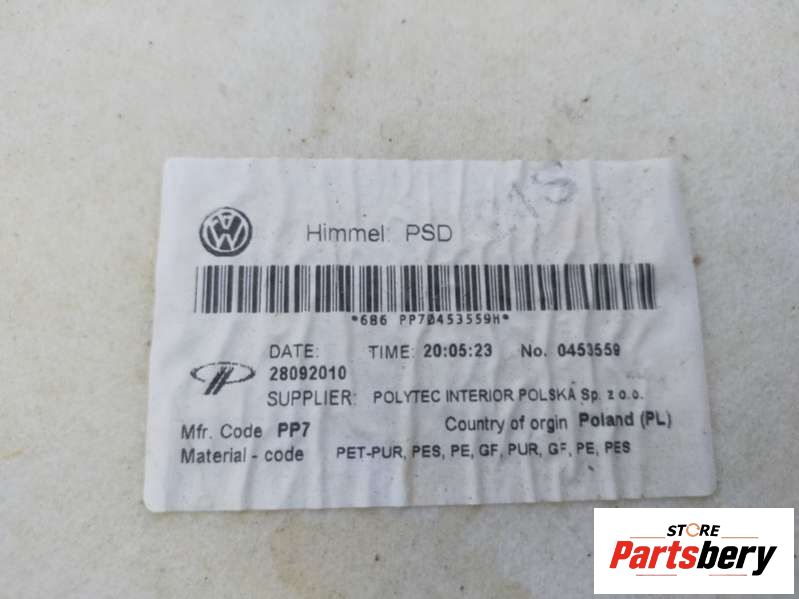 Himmel: PSD
*6B6 PP70453559H*
DATE: TIME: 20:05:23 No. 0453559
28092010
SUPPLIER: POLYTEC INTERIOR POLSKA Sp. z o.o.
Mfr. Code PP7 Country of orgin Poland (PL)
Material - code PET-PUR, PES, PE, GF, PUR, GF, PE, PES
STORE
Partsbery